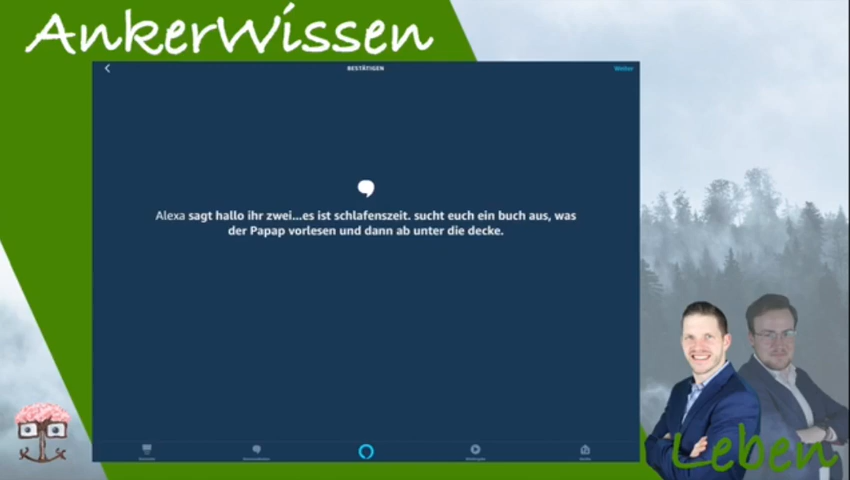 AnkerWissen
BESTÄTIGEN
Weiter
Alexa sagt hallo ihr zwei...es ist schlafenszeit. sucht euch ein buch aus, was
der Papap vorlesen und dann ab unter die decke.
Leben